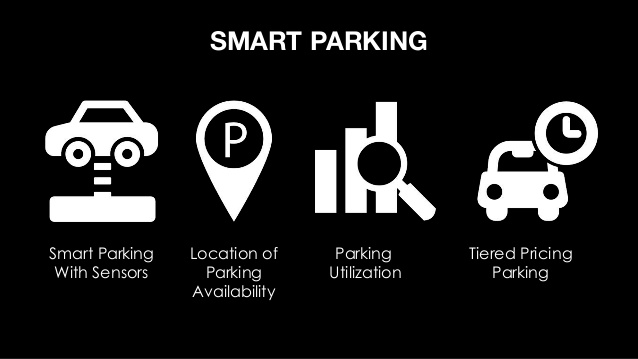 SMART PARKING
P
Smart Parking
With Sensors
Location of
Parking
Availability
Parking
Utilization
Tiered Pricing
Parking